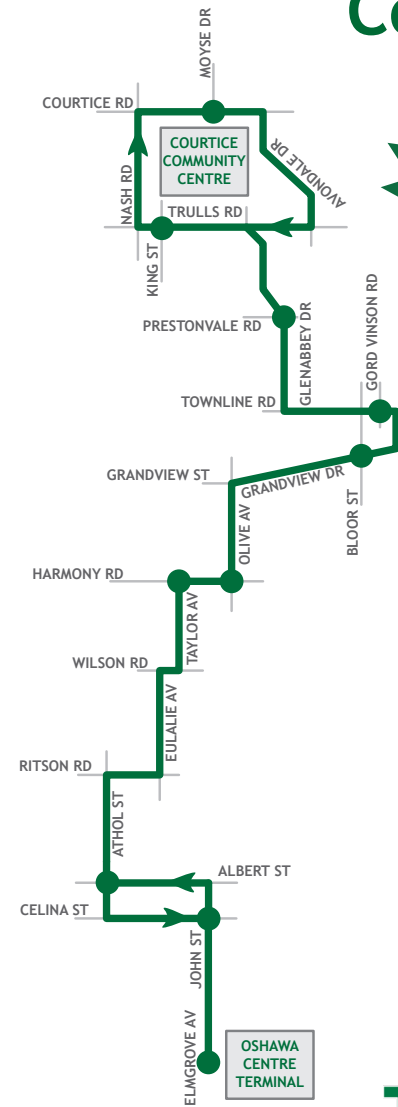 Co
MOYSE DR
COURTICE RD
COURTICE
COMMUNITY
CENTRE
AVONDALE DR
NASH RD
TRULLS RD
KING ST
PRESTONVALE RD
GLENABBEY DR
GORD VINSON RD
TOWNLINE RD
GRANDVIEW ST
GRANDVIEW DR
OLIVE AV
BLOOR ST
HARMONY RD
TAYLOR AV
WILSON RD
EULALIE AV
RITSON RD
ATHOL ST
ALBERT ST
CELINA ST
JOHN ST
ELMGROVE AV
OSHAWA
CENTRE
TERMINAL